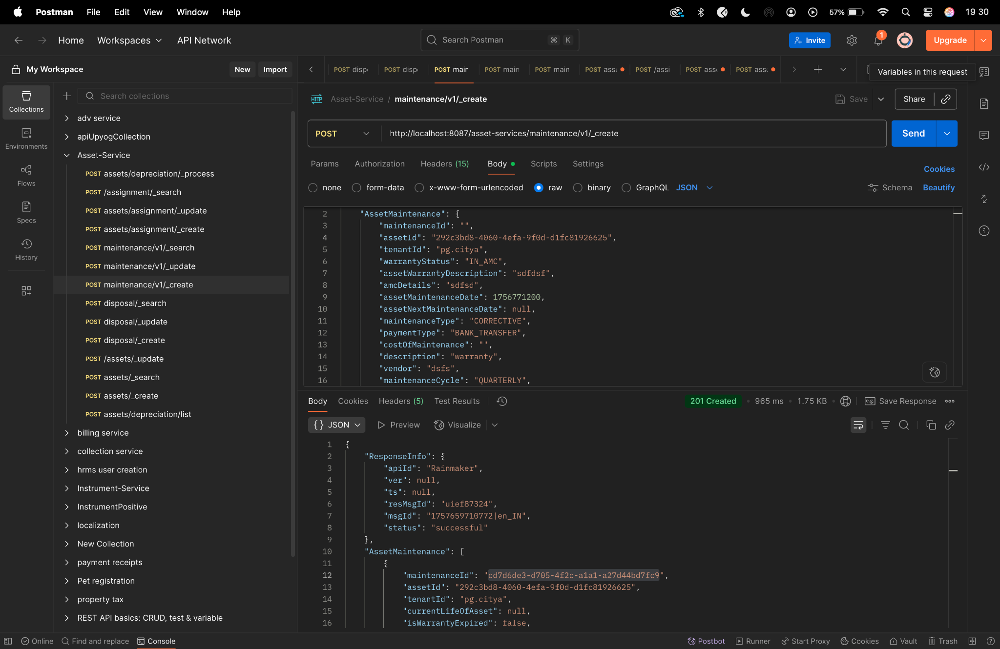 Postman File Edit View Window Help 57% 19 30
Home Workspaces API Network Search Postman ⌘ K Invite 1 Upgrade
My Workspace New Import
POST disp POST disp POST main POST main POST main POST ass POST /assi POST ass POST ass
Variables in this request
Collections
Environments
Flows
Specs
History
Search collections
adv service
apiUpyogCollection
Asset-Service
POST assets/depreciation/_process
POST /assignment/_search
POST assets/assignment/_update
POST assets/assignment/_create
POST maintenance/v1/_search
POST maintenance/v1/_update
POST maintenance/v1/_create
POST disposal/_search
POST disposal/_update
POST disposal/_create
POST /assets/_update
POST assets/_search
POST assets/_create
POST assets/depreciation/list
billing service
collection service
hrms user creation
Instrument-Service
InstrumentPositive
localization
New Collection
payment receipts
Pet registration
property tax
REST API basics: CRUD, test & variable
HTTP Asset-Service / maintenance/v1/_create Save Share
POST http://localhost:8087/asset-services/maintenance/v1/_create Send
Params Authorization Headers (15) Body Scripts Settings Cookies
none form-data x-www-form-urlencoded raw binary GraphQL JSON Schema Beautify
2 "AssetMaintenance": {
3 "maintenanceId": "",
4 "assetId": "292c3bd8-4060-4efa-9f0d-d1fc81926625",
5 "tenantId": "pg.citya",
6 "warrantyStatus": "IN_AMC",
7 "assetWarrantyDescription": "sdfdsf",
8 "amcDetails": "sdfsd",
9 "assetMaintenanceDate": 1756771200,
10 "assetNextMaintenanceDate": null,
11 "maintenanceType": "CORRECTIVE",
12 "paymentType": "BANK_TRANSFER",
13 "costOfMaintenance": "",
14 "description": "warranty",
15 "vendor": "dsfs",
16 "maintenanceCycle": "QUARTERLY",
Body Cookies Headers (5) Test Results 201 Created • 965 ms • 1.75 KB e.g. Save Response
{} JSON Preview Visualize
1 {
2 "ResponseInfo": {
3 "apiId": "Rainmaker",
4 "ver": null,
5 "ts": null,
6 "resMsgId": "uief87324",
7 "msgId": "1757659710772|en_IN",
8 "status": "successful"
9 },
10 "AssetMaintenance": [
11 {
12 "maintenanceId": "cd7d6de3-d705-4f2c-a1a1-a27d44bd7fc9",
13 "assetId": "292c3bd8-4060-4efa-9f0d-d1fc81926625",
14 "tenantId": "pg.citya",
15 "currentLifeOfAsset": null,
16 "isWarrantyExpired": false,
Online Find and replace Console Postbot Runner Start Proxy Cookies Vault Trash